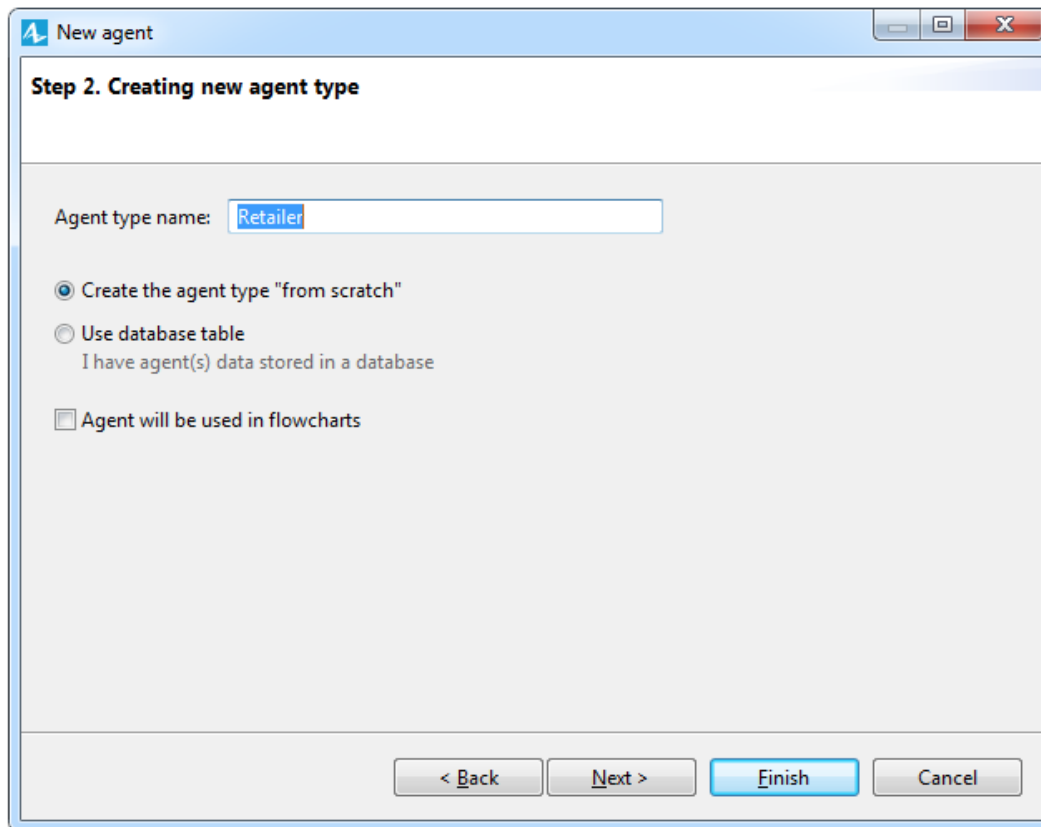 New agent
Step 2. Creating new agent type
Agent type name: Retailer
Create the agent type "from scratch"
Use database table
I have agent(s) data stored in a database
Agent will be used in flowcharts
< Back Next > Finish Cancel